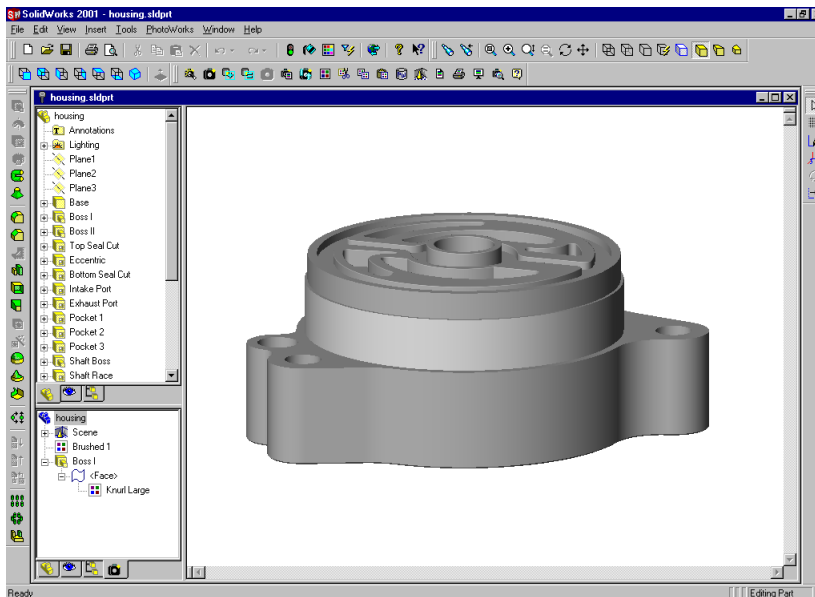 SolidWorks 2001 - housing.sldprt
File Edit View Insert Tools PhotoWorks Window Help
housing.sldprt
housing
Annotations
Lighting
Plane1
Plane2
Plane3
Base
Boss I
Boss II
Top Seal Cut
Eccentric
Bottom Seal Cut
Intake Port
Exhaust Port
Pocket 1
Pocket 2
Pocket 3
Shaft Boss
Shaft Race
housing
Scene
Brushed 1
Boss I
<Face>
Knurl Large
Ready
Editing Part